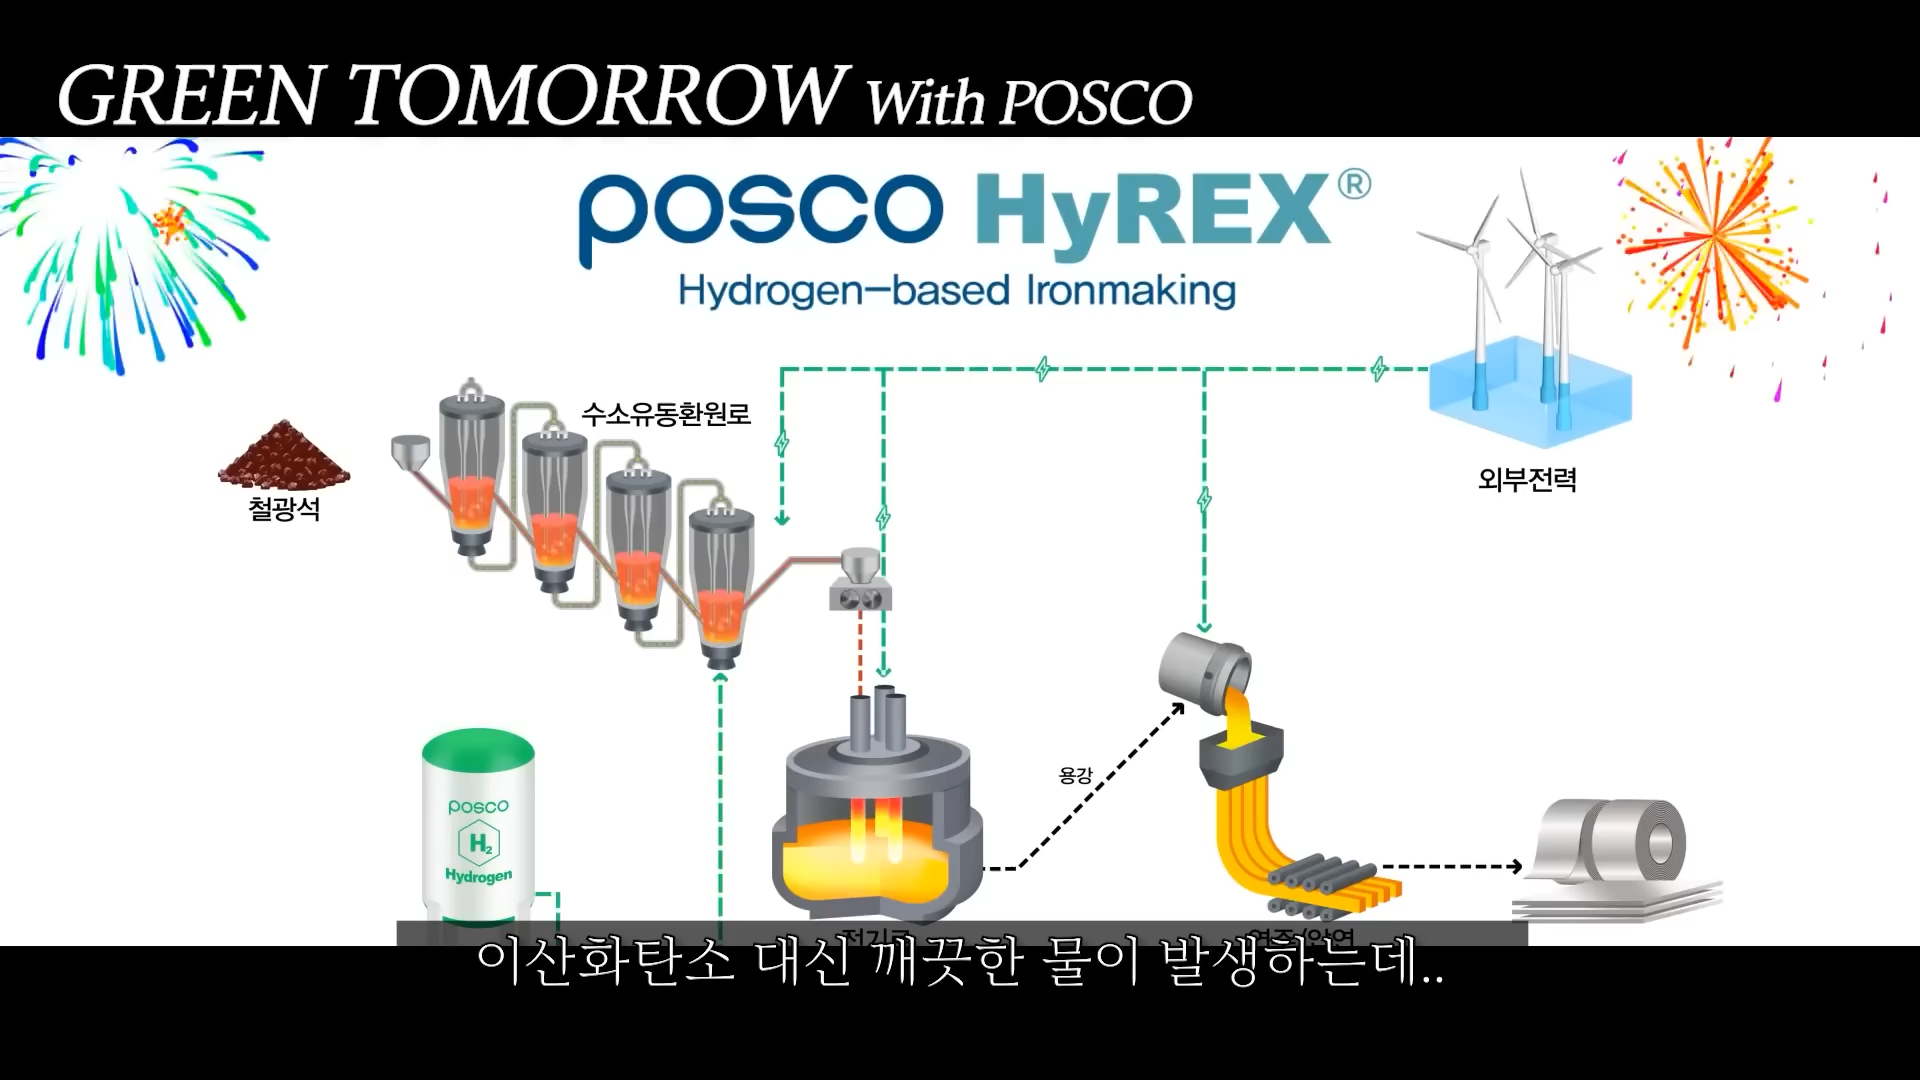 GREEN TOMORROW With POSCO
posco HyREX®
Hydrogen-based Ironmaking
수소유동환원로
철광석
외부전력
용강
posco
H2
Hydrogen
이산화탄소 대신 깨끗한 물이 발생하는데..